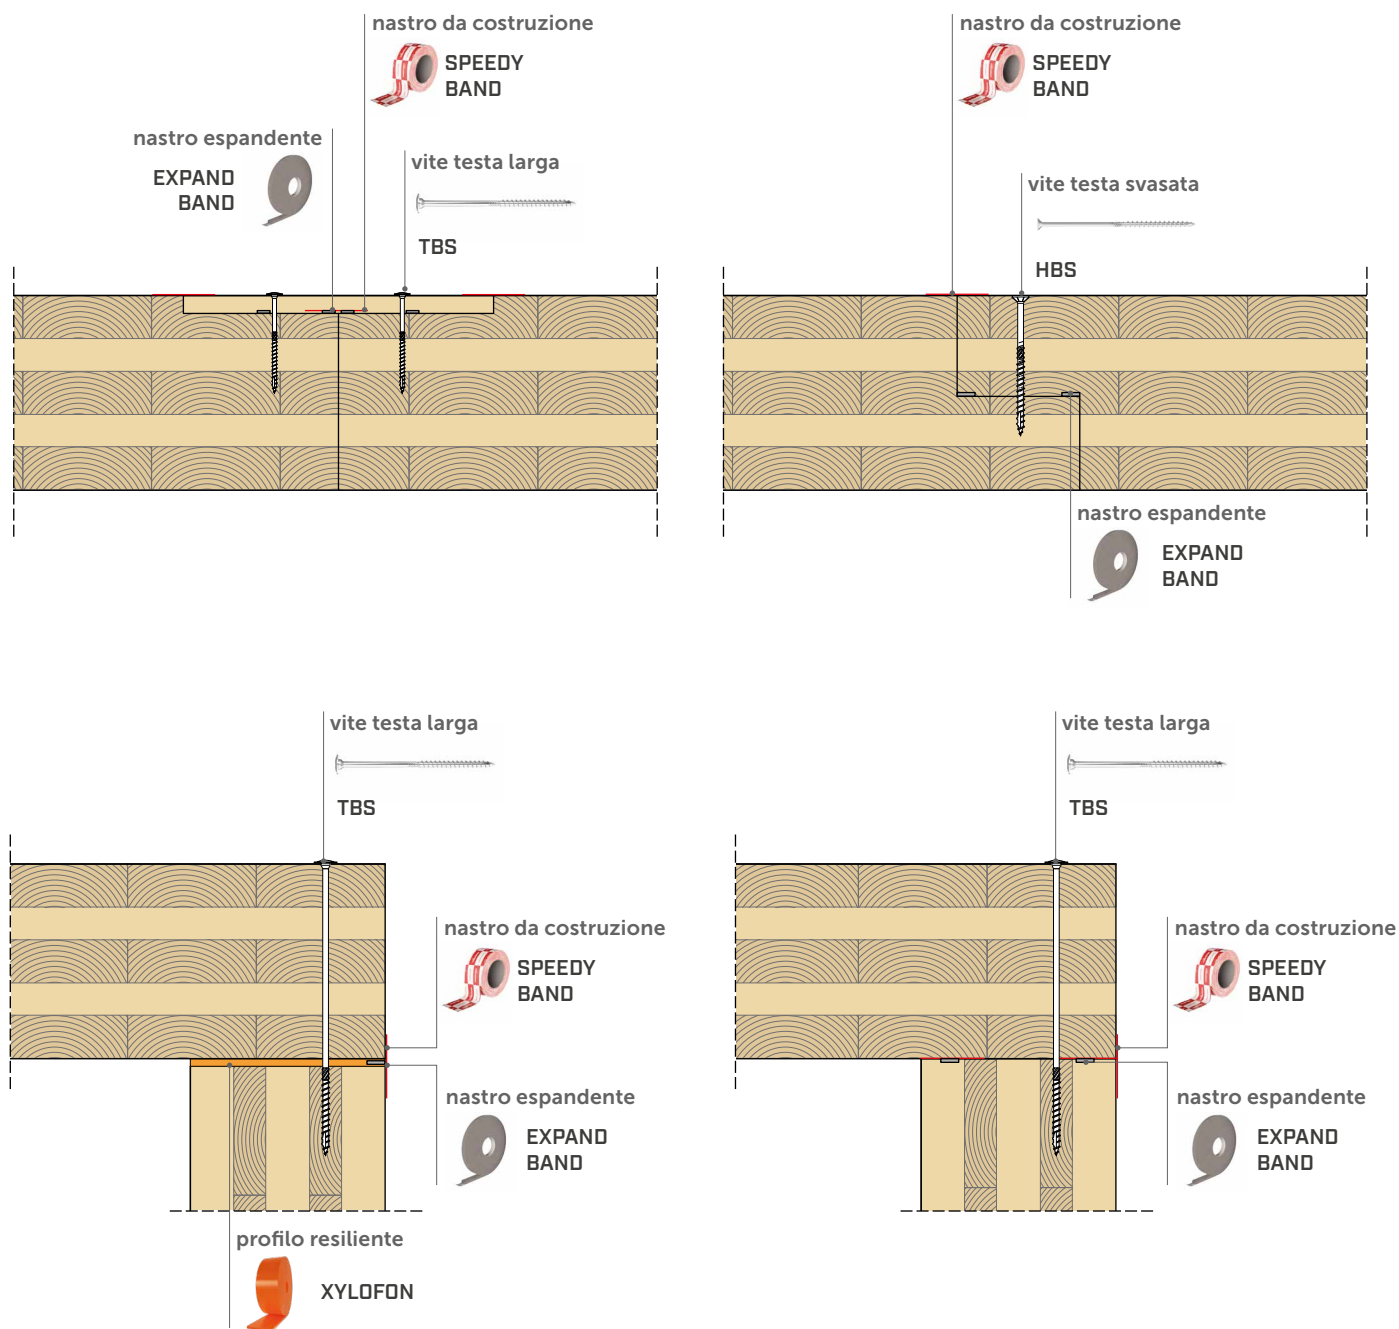 nastro da costruzione
SPEEDY
BAND
nastro espandente
EXPAND
BAND
vite testa larga
TBS
nastro da costruzione
SPEEDY
BAND
vite testa svasata
HBS
nastro espandente
EXPAND
BAND
vite testa larga
TBS
nastro da costruzione
SPEEDY
BAND
nastro espandente
EXPAND
BAND
profilo resiliente
XYLOFON
vite testa larga
TBS
nastro da costruzione
SPEEDY
BAND
nastro espandente
EXPAND
BAND